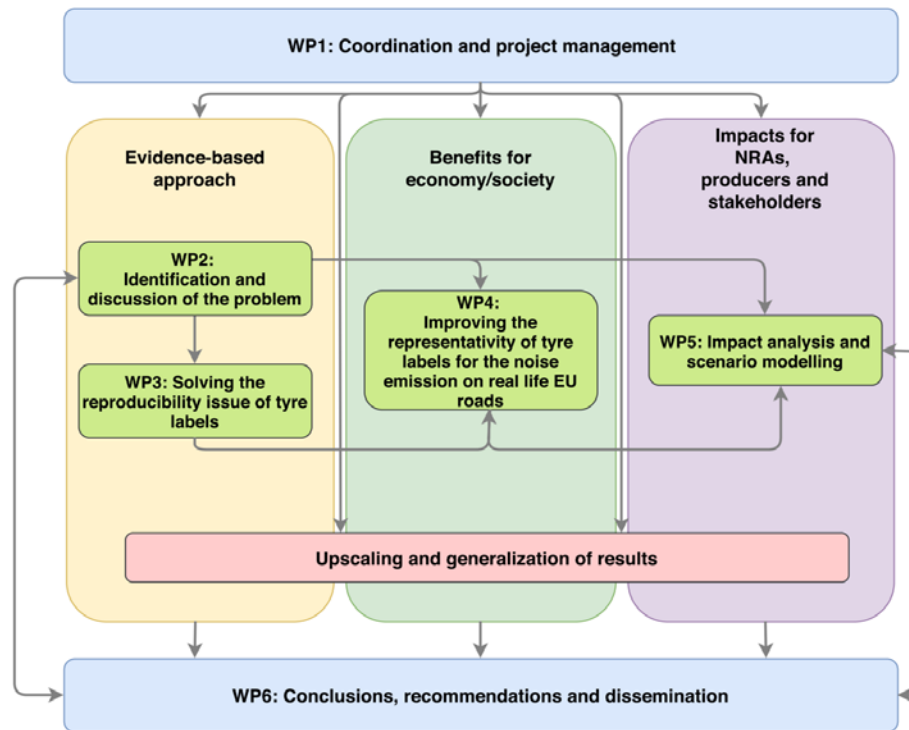 WP1: Coordination and project management
Evidence-based
approach
Benefits for
economy/society
Impacts for
NRAs,
producers and
stakeholders
WP2:
Identification and
discussion of the problem
WP3: Solving the
reproducibility issue of tyre
labels
WP4:
Improving the
representativity of tyre
labels for the noise
emission on real life EU
roads
WP5: Impact analysis and
scenario modelling
Upscaling and generalization of results
WP6: Conclusions, recommendations and dissemination